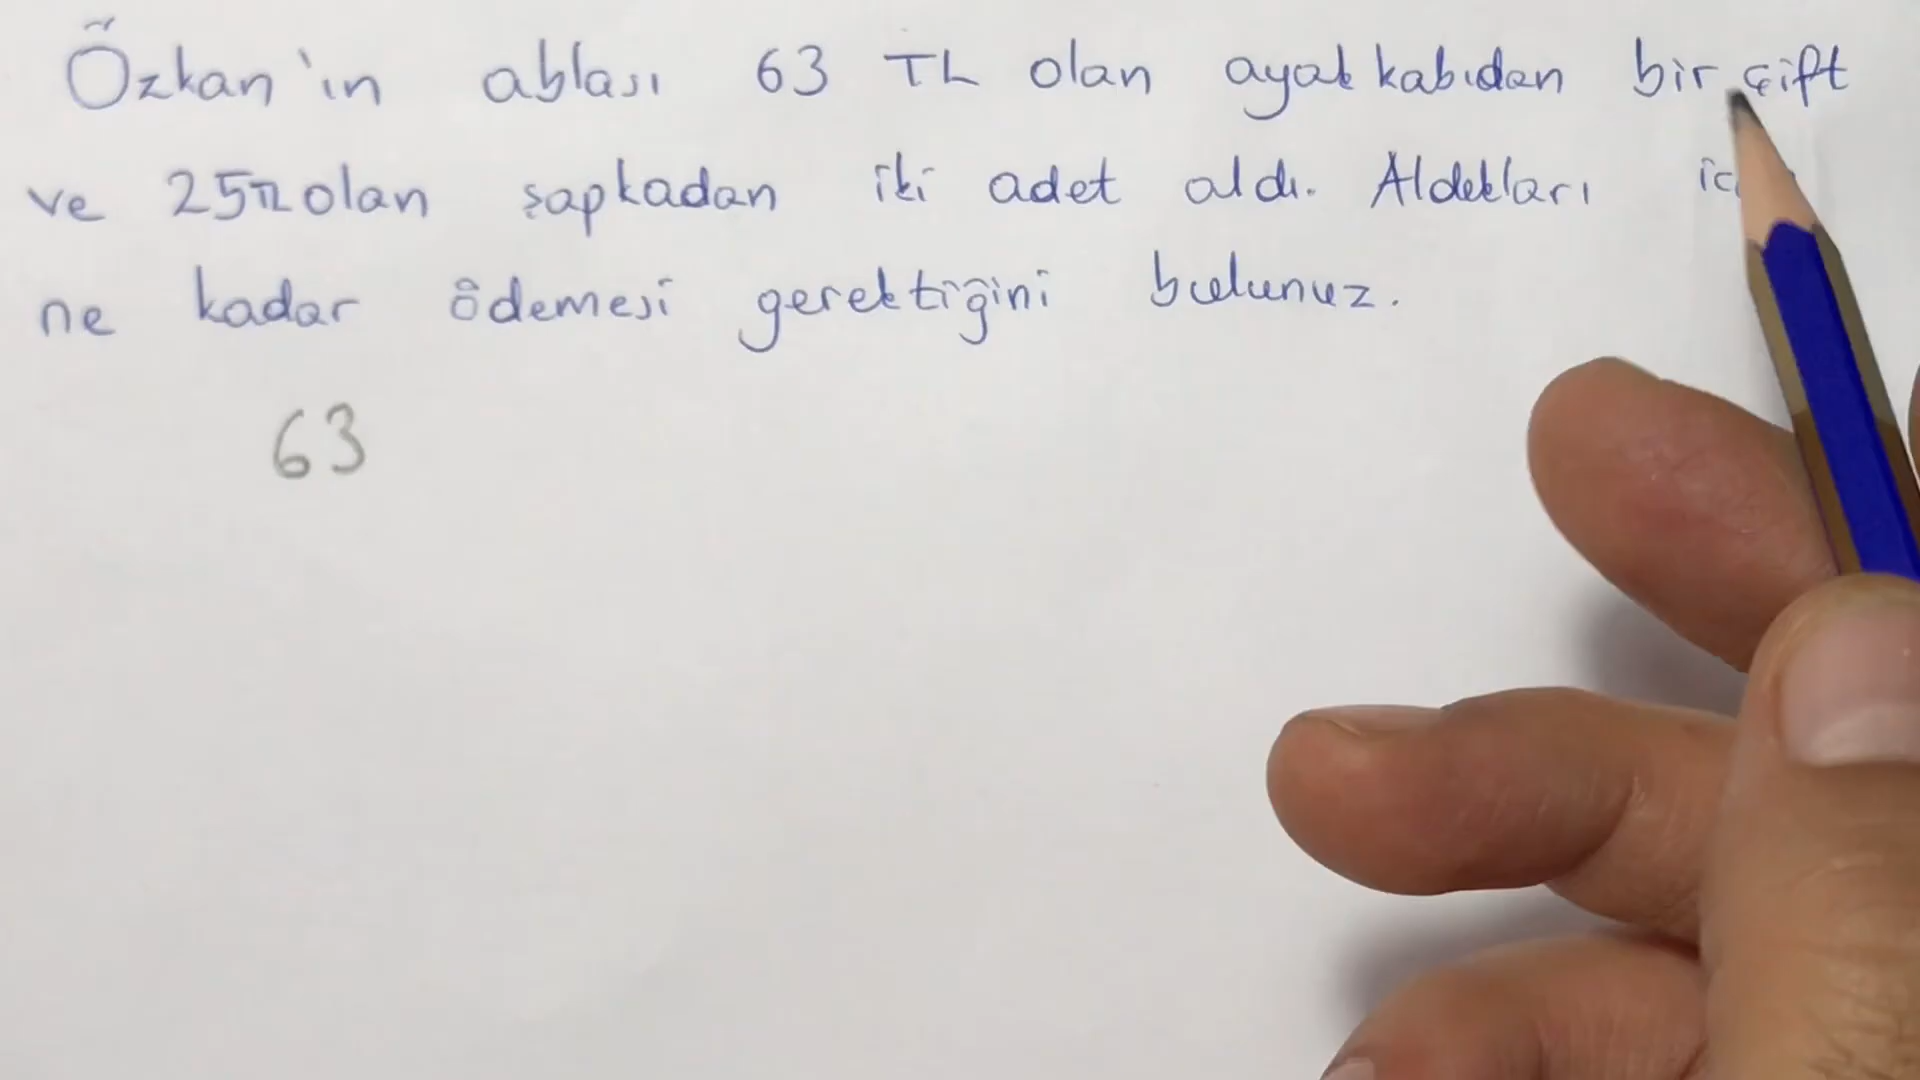 Özkan'ın ablası 63 TL olan ayakkabıdan bir çift
ve 25TL olan şapkadan iki adet aldı. Aldıkları
ne kadar ödemesi gerektiğini bulunuz.
63